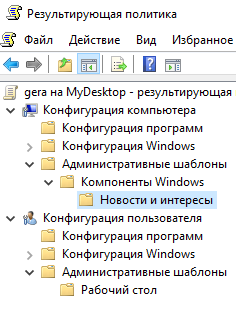 Результирующая политика
Файл Действие Вид Избранное
gera на MyDesktop - результирующая
Конфигурация компьютера
Конфигурация программ
Конфигурация Windows
Административные шаблоны
Компоненты Windows
Новости и интересы
Конфигурация пользователя
Конфигурация программ
Конфигурация Windows
Административные шаблоны
Рабочий стол